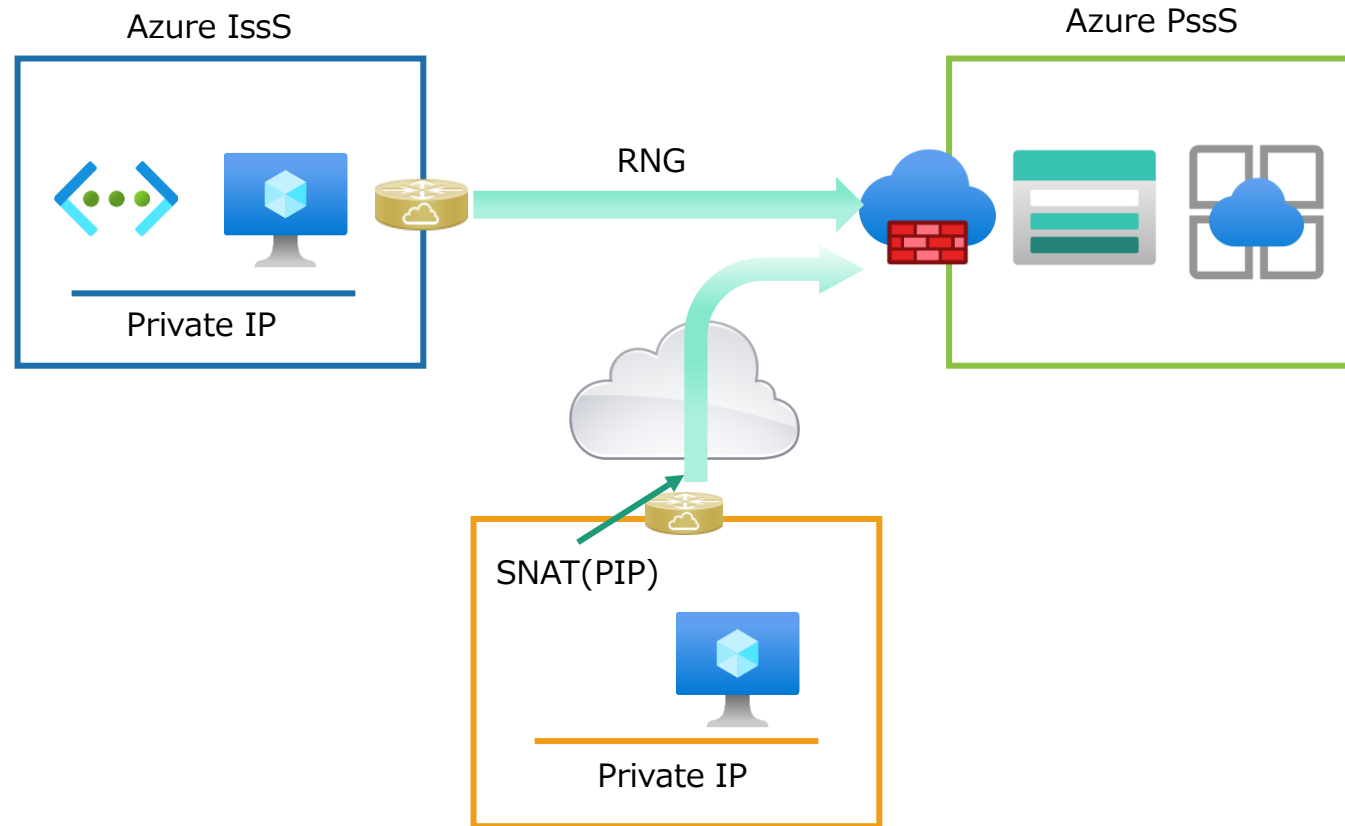 Azure IssS
Azure PssS
RNG
Private IP
SNAT(PIP)
Private IP